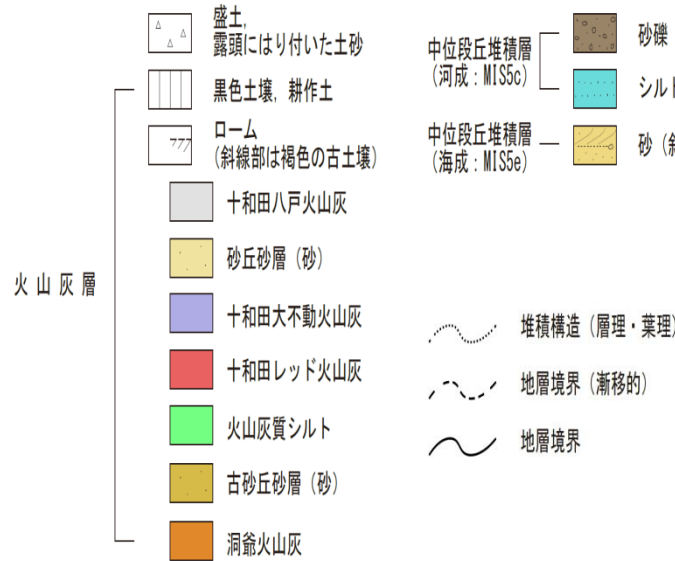 盛土,
露頭にはり付いた土砂
黒色土壌, 耕作土
ローム
(斜線部は褐色の古土壌)
十和田八戸火山灰
砂丘砂層 (砂)
火山灰層
十和田大不動火山灰
十和田レッド火山灰
火山灰質シルト
古砂丘砂層 (砂)
洞爺火山灰
中位段丘堆積層
(河成：MIS5c)
砂礫
シルト
中位段丘堆積層
(海成：MIS5e)
砂 (斜
堆積構造 (層理・葉理)
地層境界 (漸移的)
地層境界